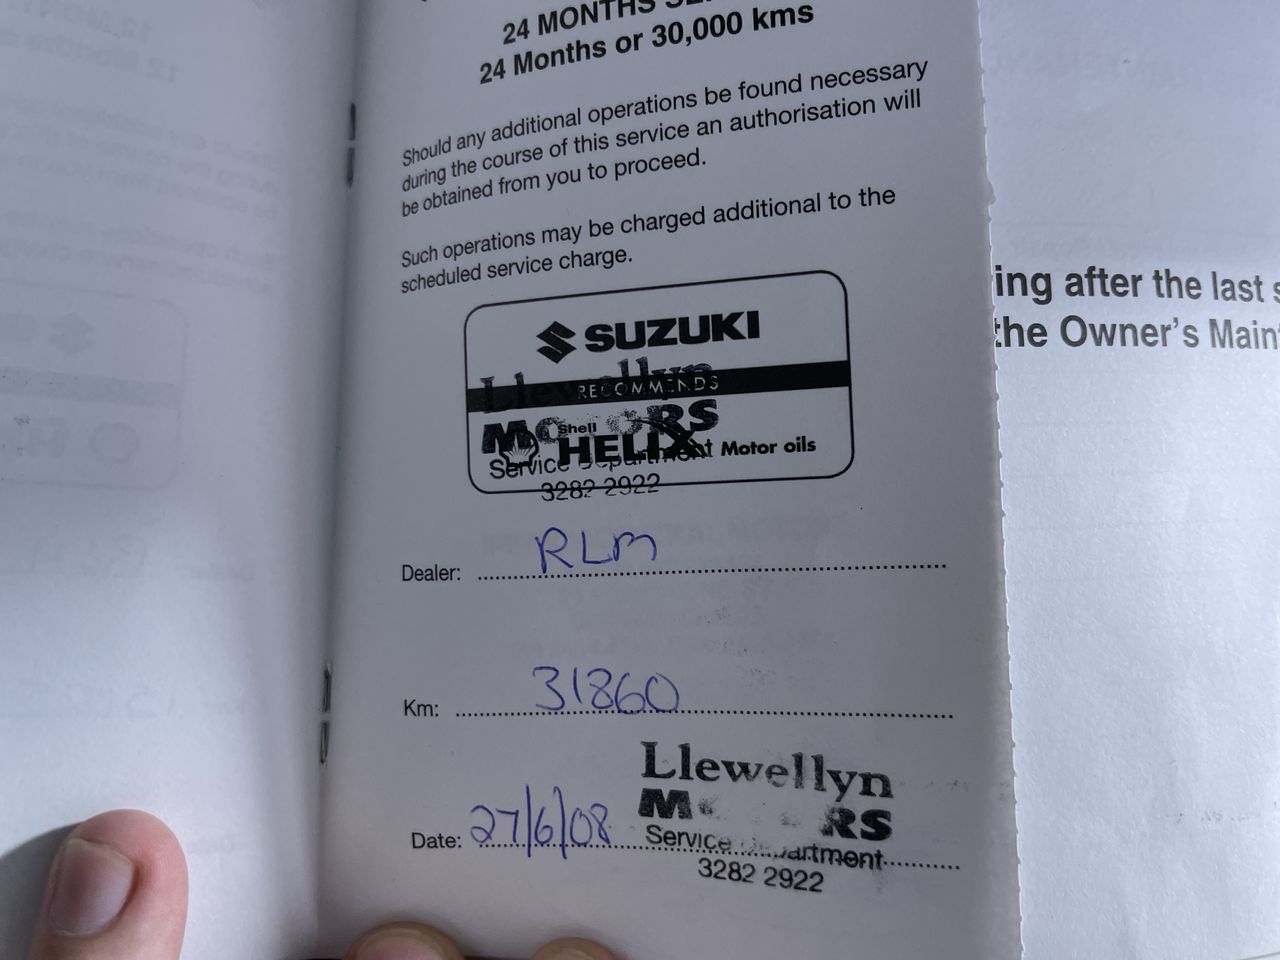 24 MONTHS
24 Months or 30,000 kms
Should any additional operations be found necessary
during the course of this service an authorisation will
be obtained from you to proceed.
Such operations may be charged additional to the
scheduled service charge.
SUZUKI
Llewellyn
RECOMMENDS
MOTORS
Shell
HELIX Motor oils
Service Department
3282 2922
Dealer: RLM
Km: 31860
Llewellyn
M RS
Date: 27/6/08
Service partment
3282 2922
ing after the last s
the Owner's Main